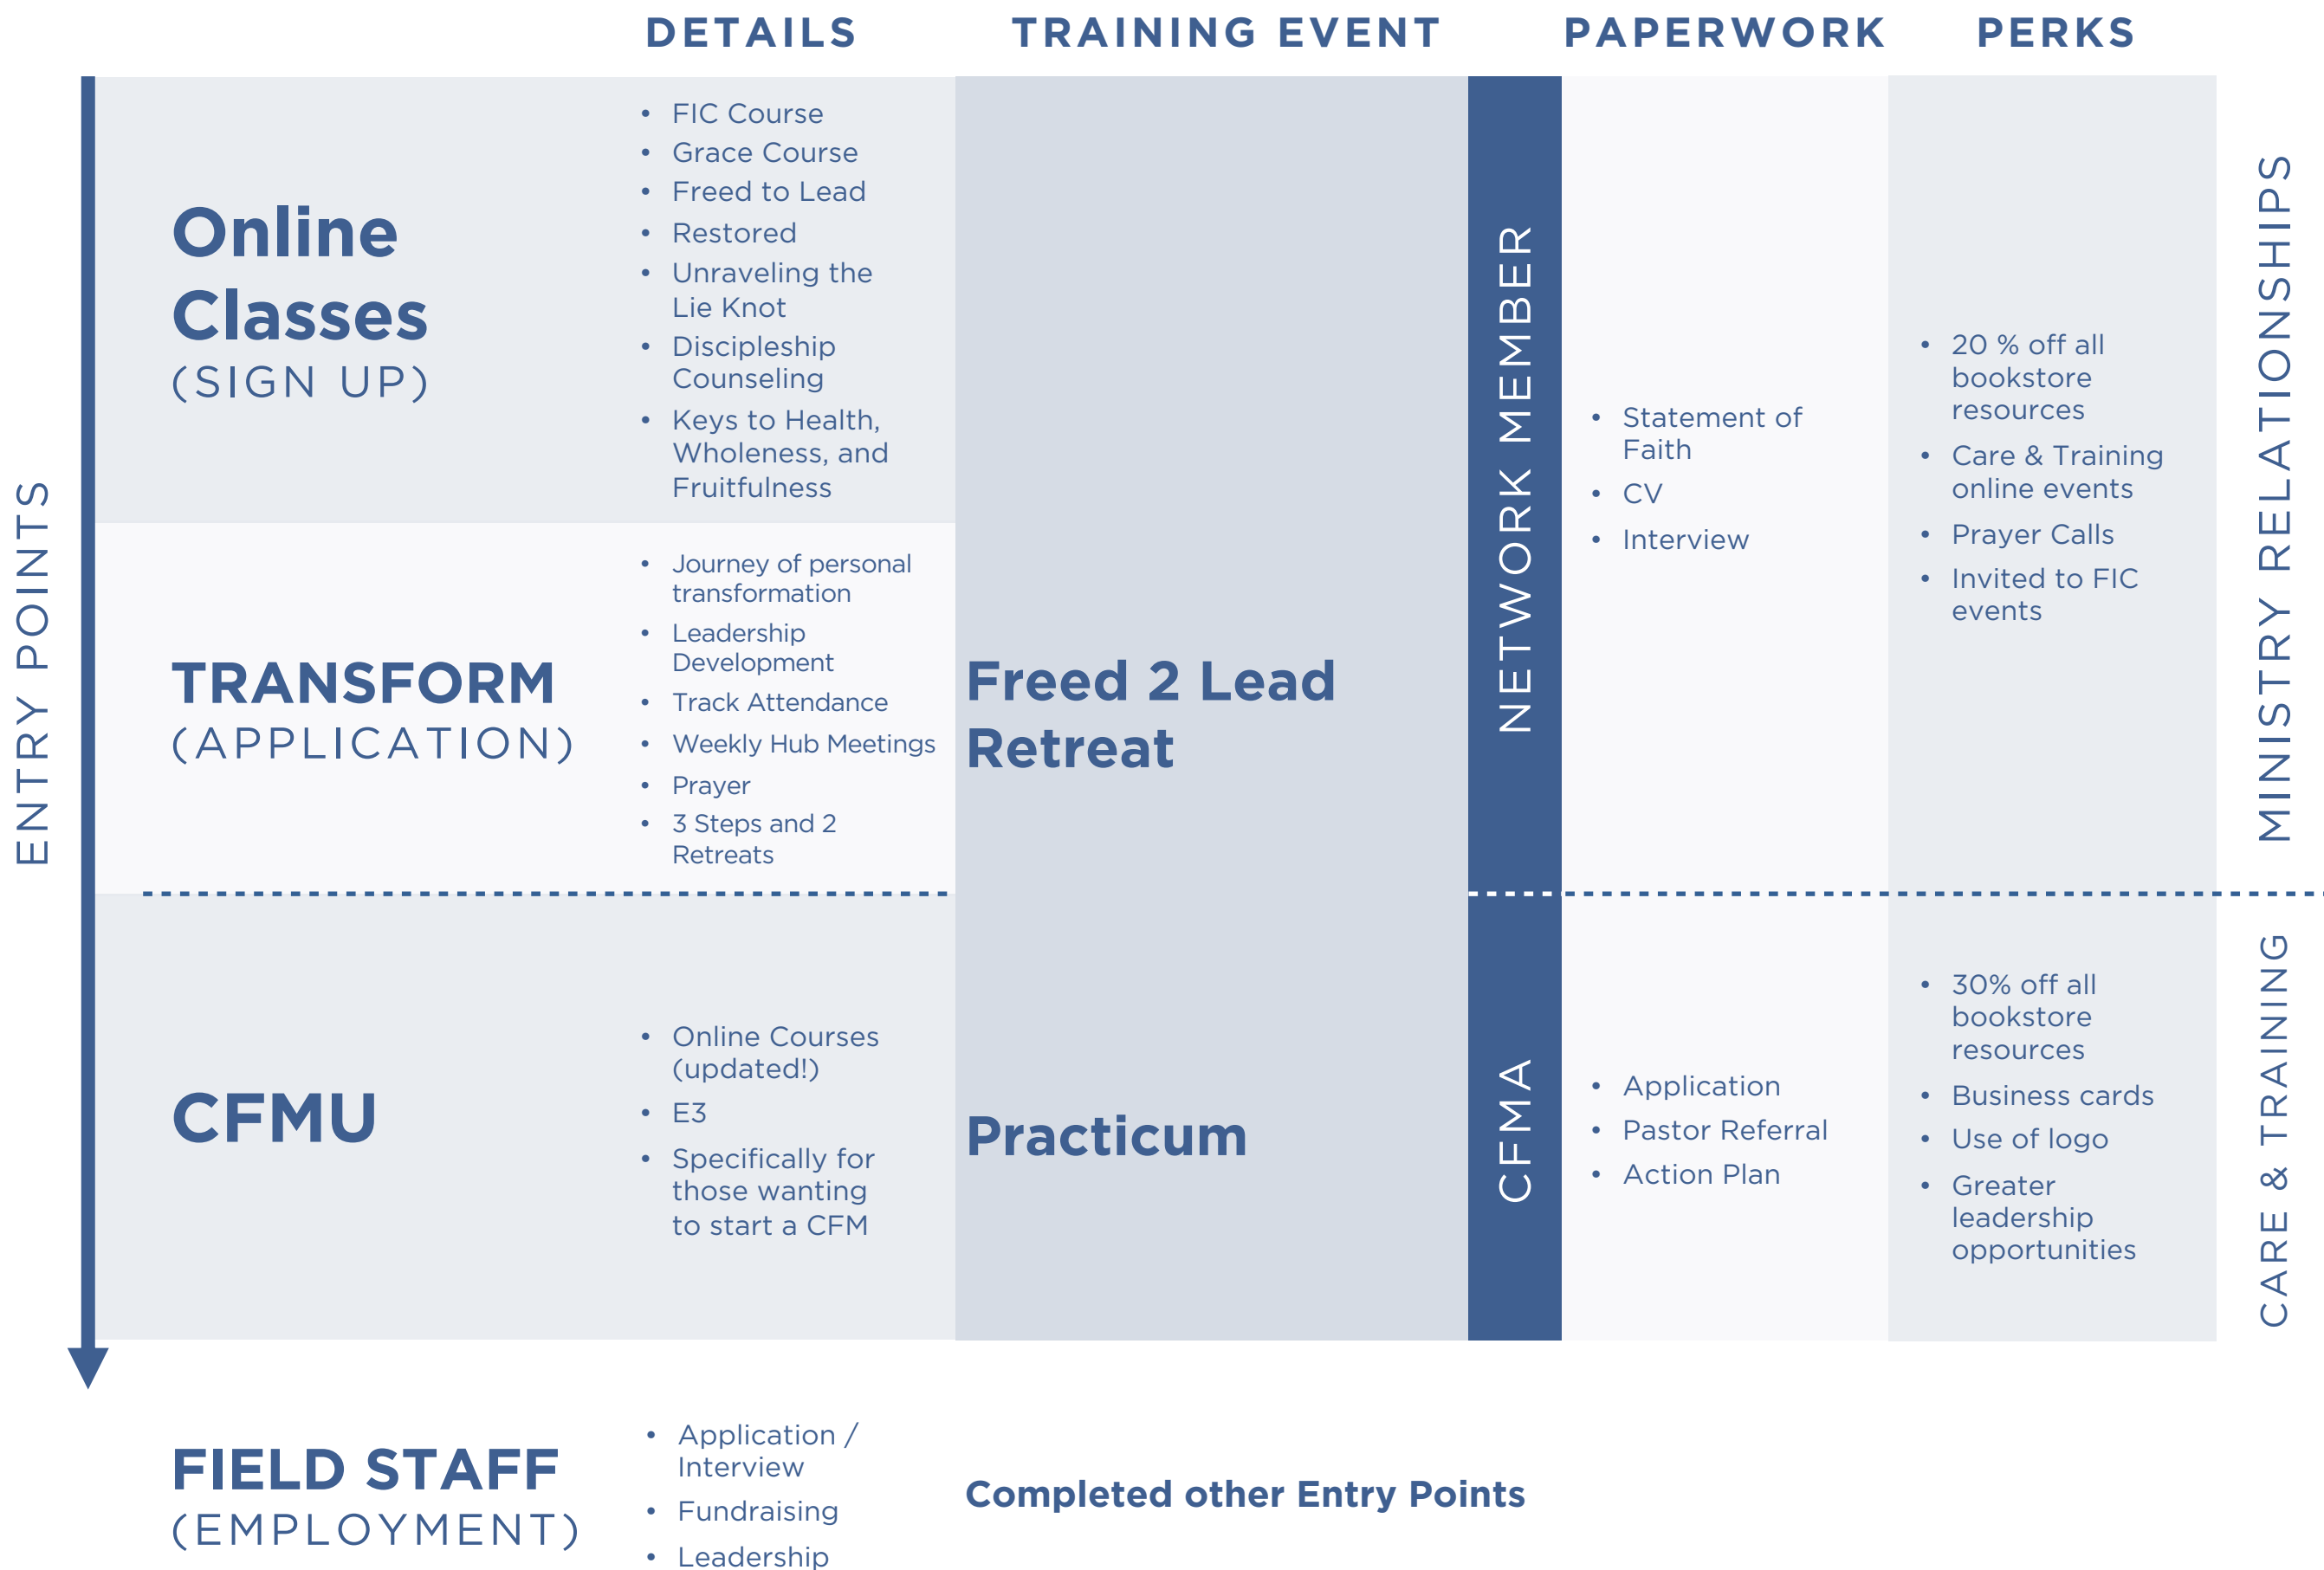 DETAILS
TRAINING EVENT
PAPERWORK
PERKS
ENTRY POINTS
Online
Classes
(SIGN UP)
• FIC Course
• Grace Course
• Freed to Lead
• Restored
• Unraveling the
Lie Knot
• Discipleship
Counseling
• Keys to Health,
Wholeness, and
Fruitfulness
TRANSFORM
(APPLICATION)
• Journey of personal
transformation
• Leadership
Development
• Track Attendance
• Weekly Hub Meetings
• Prayer
• 3 Steps and 2
Retreats
Freed 2 Lead
Retreat
NETWORK MEMBER
• Statement of
Faith
• CV
• Interview
• 20 % off all
bookstore
resources
• Care & Training
online events
• Prayer Calls
• Invited to FIC
events
MINISTRY RELATIONSHIPS
CFMU
• Online Courses
(updated!)
• E3
• Specifically for
those wanting
to start a CFM
Practicum
CFMA
• Application
• Pastor Referral
• Action Plan
• 30% off all
bookstore
resources
• Business cards
• Use of logo
• Greater
leadership
opportunities
CARE & TRAINING
FIELD STAFF
(EMPLOYMENT)
• Application /
Interview
• Fundraising
• Leadership
Completed other Entry Points